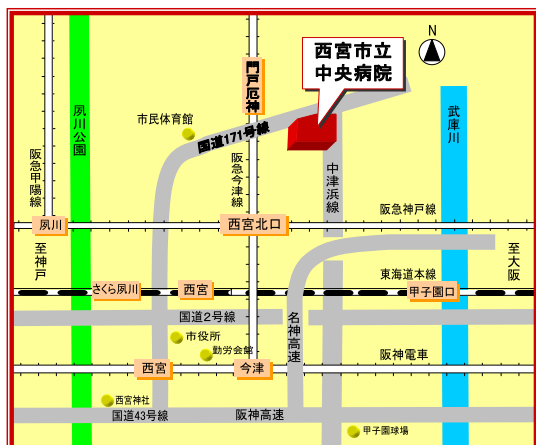 西宮市立
中央病院
N
門戸厄神
夙川公園
市民体育館
国道171号線
武庫川
阪急甲陽線
阪急今津線
中津浜線
阪急神戸線
夙川
西宮北口
至神戸
至大阪
東海道本線
さくら夙川
西宮
甲子園口
国道2号線
名神高速
市役所
勤労会館
阪神電車
西宮
今津
西宮神社
国道43号線
阪神高速
甲子園球場